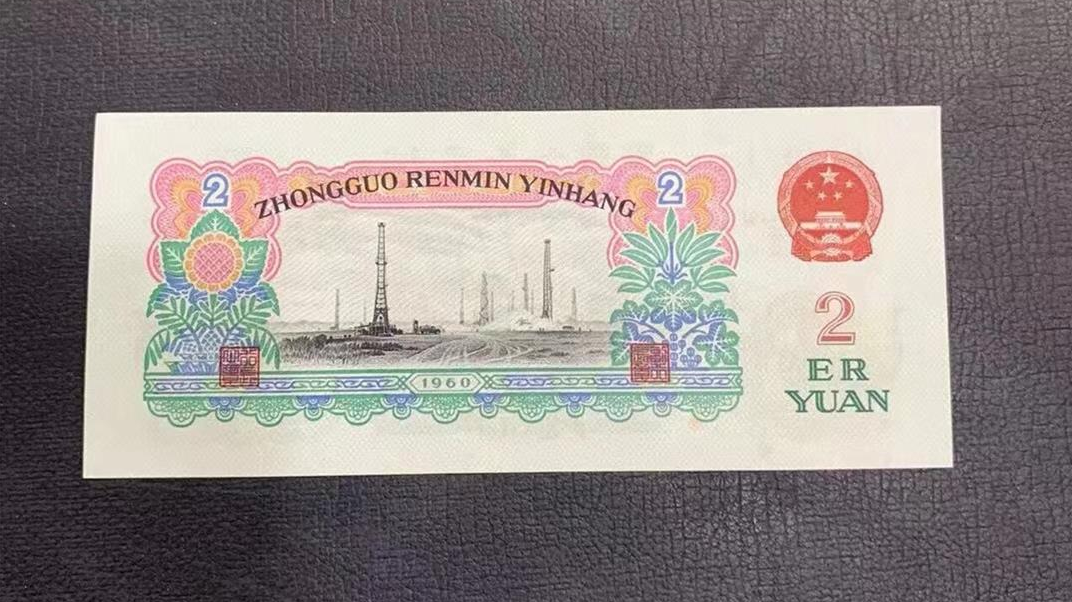 2
2
ZHONGGUO RENMIN YINHANG
1960
2
ER
YUAN